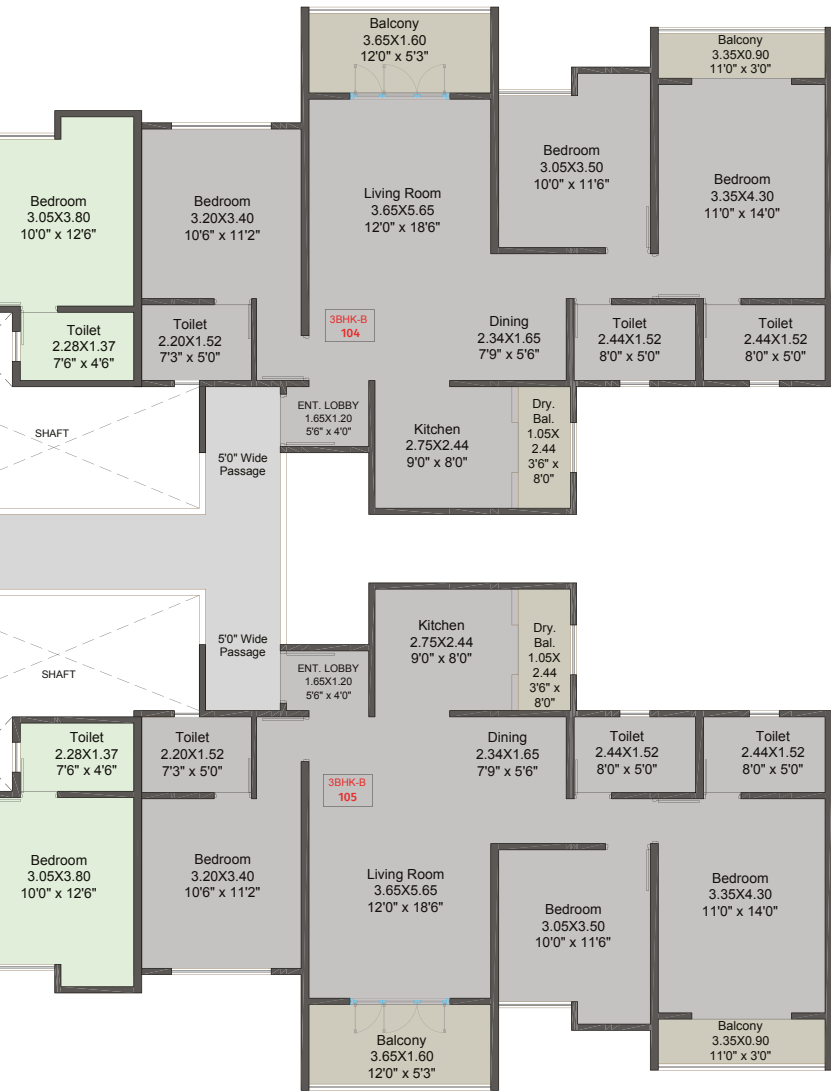 Balcony
3.65X1.60
12'0" x 5'3"
Balcony
3.35X0.90
11'0" x 3'0"
Bedroom
3.05X3.80
10'0" x 12'6"
Bedroom
3.20X3.40
10'6" x 11'2"
Living Room
3.65X5.65
12'0" x 18'6"
Bedroom
3.05X3.50
10'0" x 11'6"
Bedroom
3.35X4.30
11'0" x 14'0"
Toilet
2.28X1.37
7'6" x 4'6"
Toilet
2.20X1.52
7'3" x 5'0"
3BHK-B
104
Dining
2.34X1.65
7'9" x 5'6"
Toilet
2.44X1.52
8'0" x 5'0"
Toilet
2.44X1.52
8'0" x 5'0"
SHAFT
5'0" Wide
Passage
ENT. LOBBY
1.65X1.20
5'6" x 4'0"
Kitchen
2.75X2.44
9'0" x 8'0"
Dry.
Bal.
1.05X
2.44
3'6" x
8'0"
SHAFT
5'0" Wide
Passage
ENT. LOBBY
1.65X1.20
5'6" x 4'0"
Kitchen
2.75X2.44
9'0" x 8'0"
Dry.
Bal.
1.05X
2.44
3'6" x
8'0"
Toilet
2.28X1.37
7'6" x 4'6"
Toilet
2.20X1.52
7'3" x 5'0"
3BHK-B
105
Dining
2.34X1.65
7'9" x 5'6"
Toilet
2.44X1.52
8'0" x 5'0"
Toilet
2.44X1.52
8'0" x 5'0"
Bedroom
3.05X3.80
10'0" x 12'6"
Bedroom
3.20X3.40
10'6" x 11'2"
Living Room
3.65X5.65
12'0" x 18'6"
Bedroom
3.05X3.50
10'0" x 11'6"
Bedroom
3.35X4.30
11'0" x 14'0"
Balcony
3.65X1.60
12'0" x 5'3"
Balcony
3.35X0.90
11'0" x 3'0"